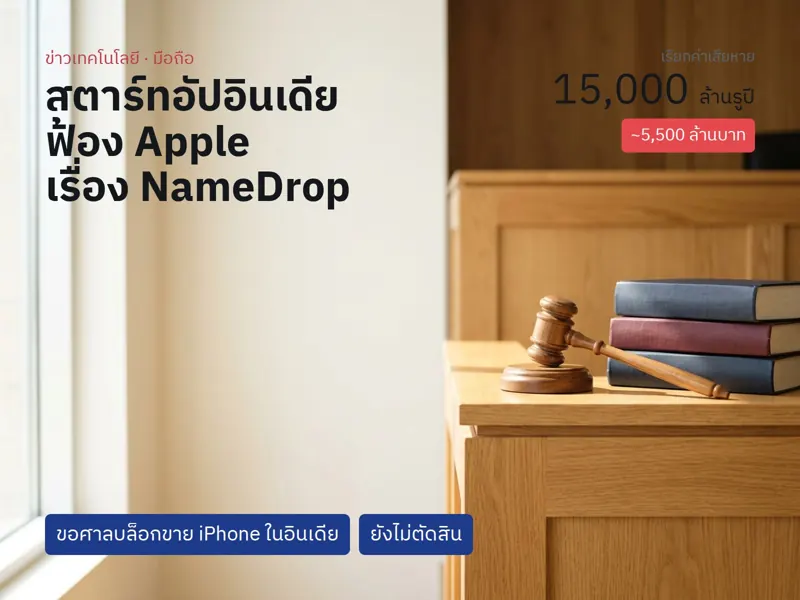 ข่าวเทคโนโลยี · มือถือ
สตาร์ทอัปอินเดีย
ฟ้อง Apple
เรื่อง NameDrop
เรียกค่าเสียหาย
15,000 ล้านรูปี
~5,500 ล้านบาท
ขอศาลบล็อกขาย iPhone ในอินเดีย
ยังไม่ตัดสิน